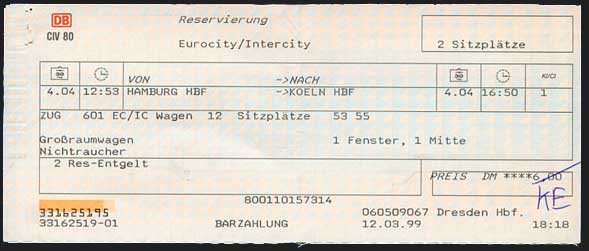 DB Reservierung
CIV 80
Eurocity/Intercity 2 Sitzplätze
VON ->NACH Kl/Cl
4.04 12:53 HAMBURG HBF ->KOELN HBF 4.04 16:50 1
ZUG 601 EC/IC Wagen 12 Sitzplätze 53 55
Großraumwagen 1 Fenster, 1 Mitte
Nichtraucher
2 Res-Entgelt
PREIS DM ****6,00
KE
800110157314
331625195 060509067 Dresden Hbf.
33162519-01 BARZAHLUNG 12.03.99 18:18